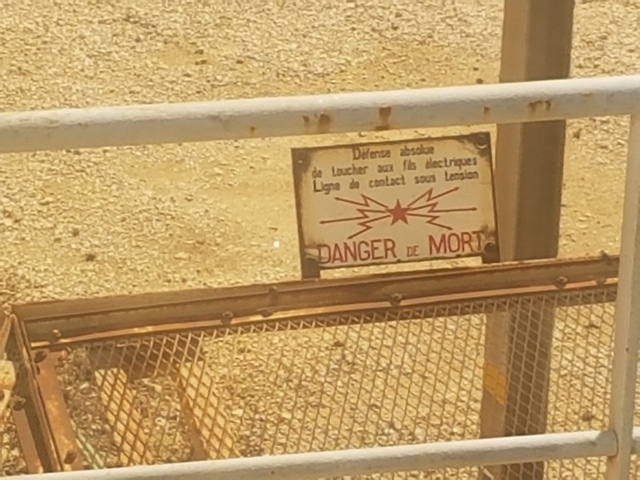 Défense absolue
de toucher aux fils électriques
Ligne de contact sous tension
DANGER DE MORT